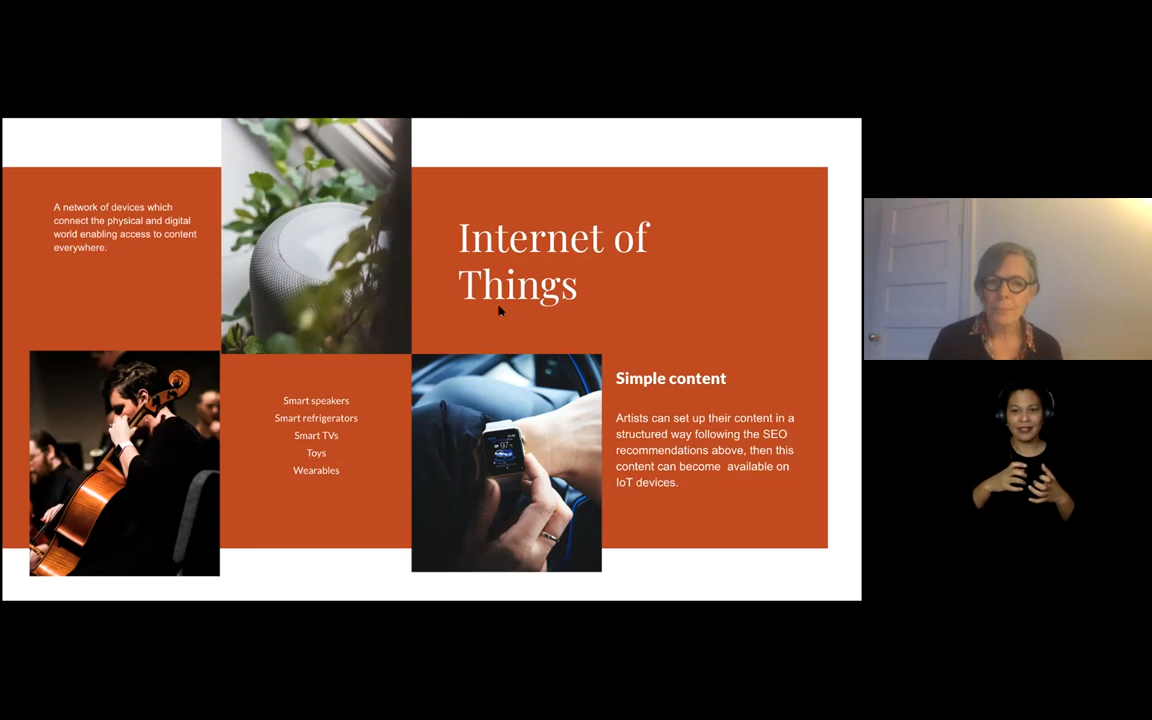 A network of devices which
connect the physical and digital
world enabling access to content
everywhere.
Internet of
Things
Smart speakers
Smart refrigerators
Smart TVs
Toys
Wearables
Simple content
Artists can set up their content in a
structured way following the SEO
recommendations above, then this
content can become  available on
IoT devices.